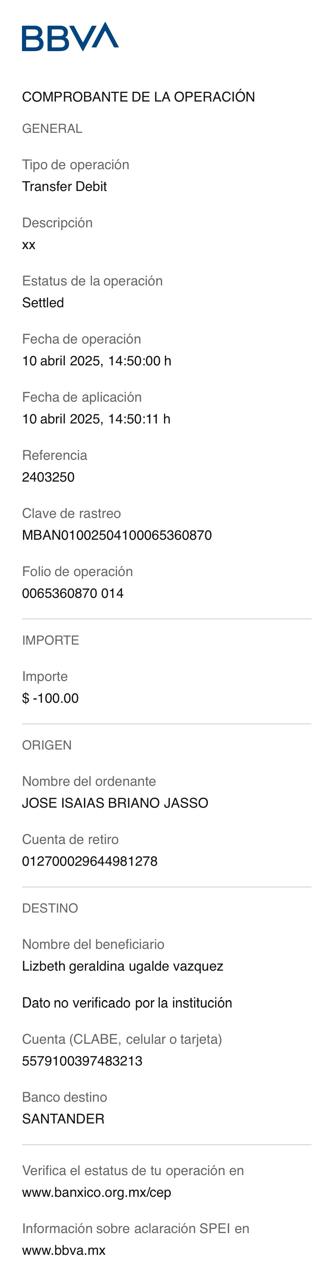 BBVA
COMPROBANTE DE LA OPERACIÓN
GENERAL
Tipo de operación
Transfer Debit
Descripción
xx
Estatus de la operación
Settled
Fecha de operación
10 abril 2025, 14:50:00 h
Fecha de aplicación
10 abril 2025, 14:50:11 h
Referencia
2403250
Clave de rastreo
MBAN01002504100065360870
Folio de operación
0065360870 014
IMPORTE
Importe
$ -100.00
ORIGEN
Nombre del ordenante
JOSE ISAIAS BRIANO JASSO
Cuenta de retiro
012700029644981278
DESTINO
Nombre del beneficiario
Lizbeth geraldina ugalde vazquez
Dato no verificado por la institución
Cuenta (CLABE, celular o tarjeta)
5579100397483213
Banco destino
SANTANDER
Verifica el estatus de tu operación en
www.banxico.org.mx/cep
Información sobre aclaración SPEI en
www.bbva.mx